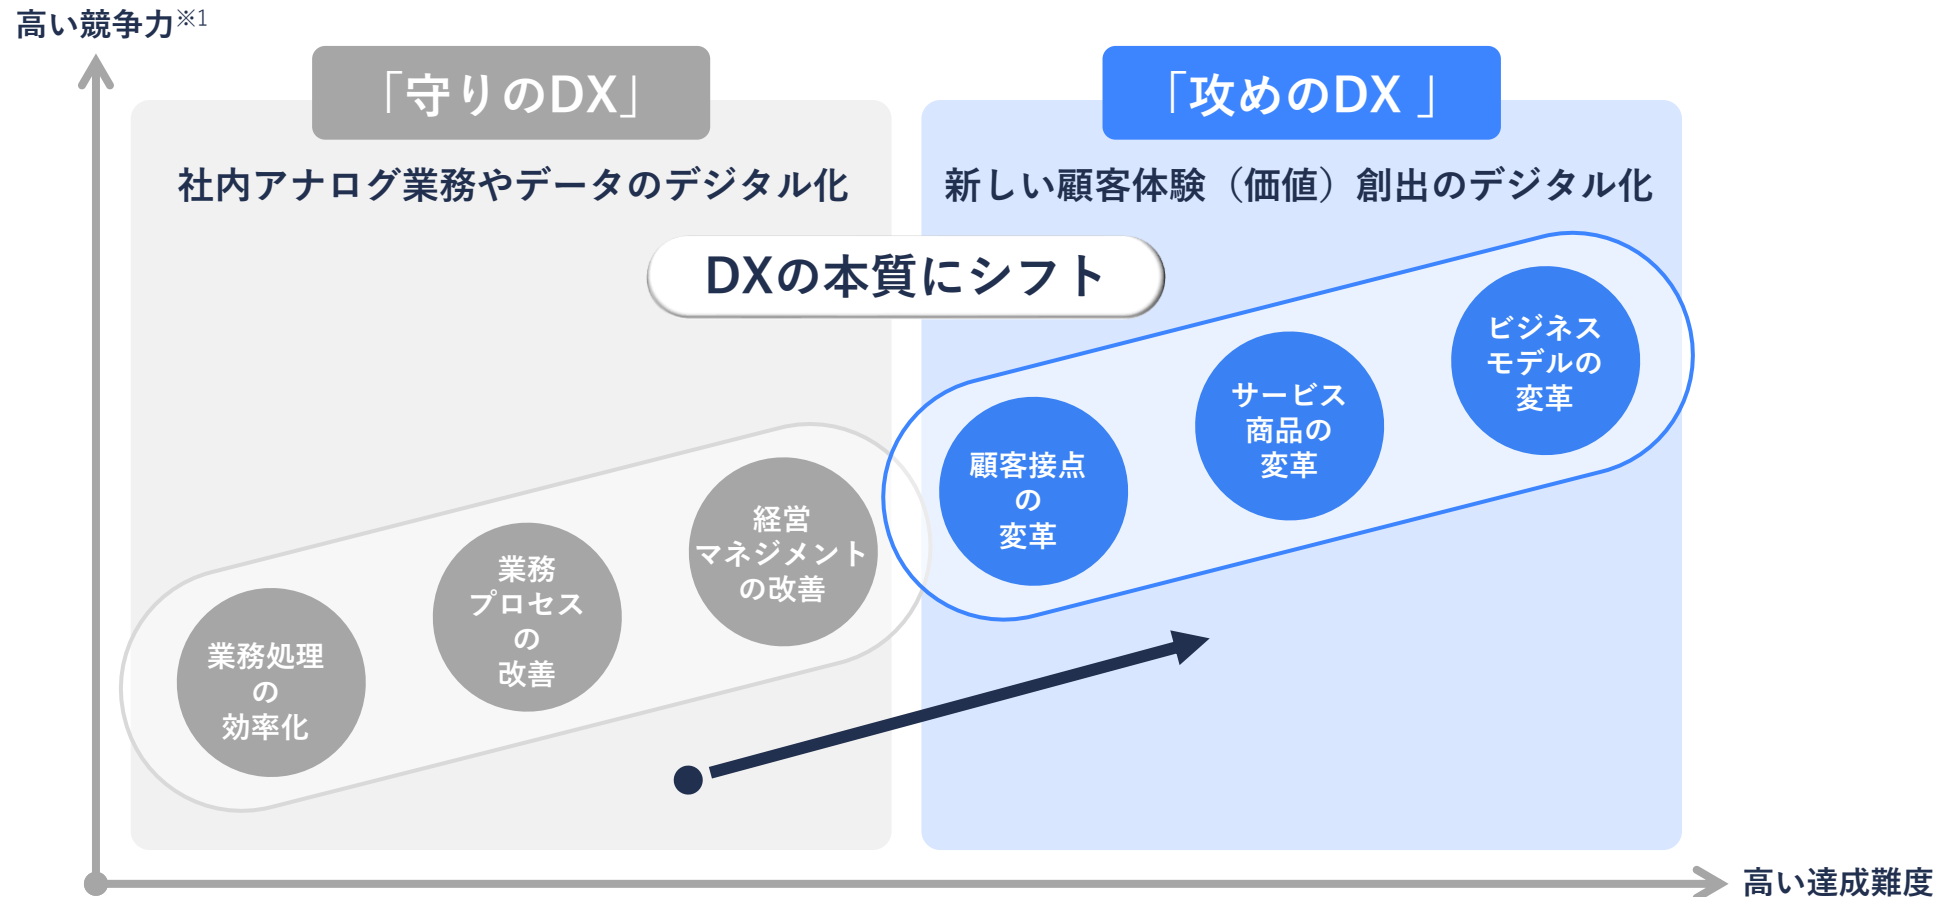 高い競争力※1
「守りのDX」
社内アナログ業務やデータのデジタル化
「攻めのDX 」
新しい顧客体験（価値）創出のデジタル化
DXの本質にシフト
業務処理
の
効率化
業務
プロセス
の
改善
経営
マネジメント
の改善
顧客接点
の
変革
サービス
商品の
変革
ビジネス
モデルの
変革
高い達成難度